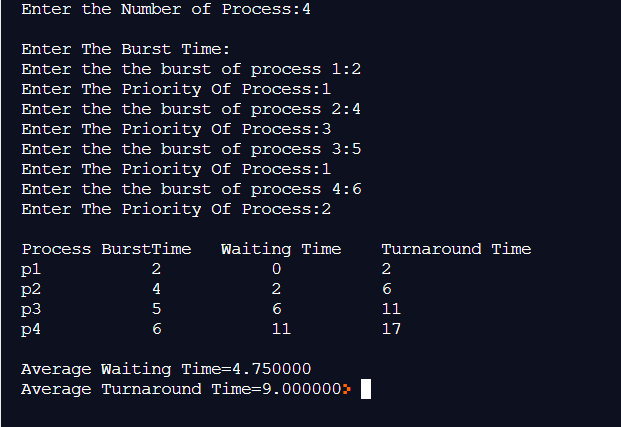 Enter the Number of Process:4
Enter The Burst Time:
Enter the the burst of process 1:2
Enter The Priority Of Process:1
Enter the the burst of process 2:4
Enter The Priority Of Process:3
Enter the the burst of process 3:5
Enter The Priority Of Process:1
Enter the the burst of process 4:6
Enter The Priority Of Process:2
Process BurstTime Waiting Time Turnaround Time
p1 2 0 2
p2 4 2 6
p3 5 6 11
p4 6 11 17
Average Waiting Time=4.750000
Average Turnaround Time=9.000000>